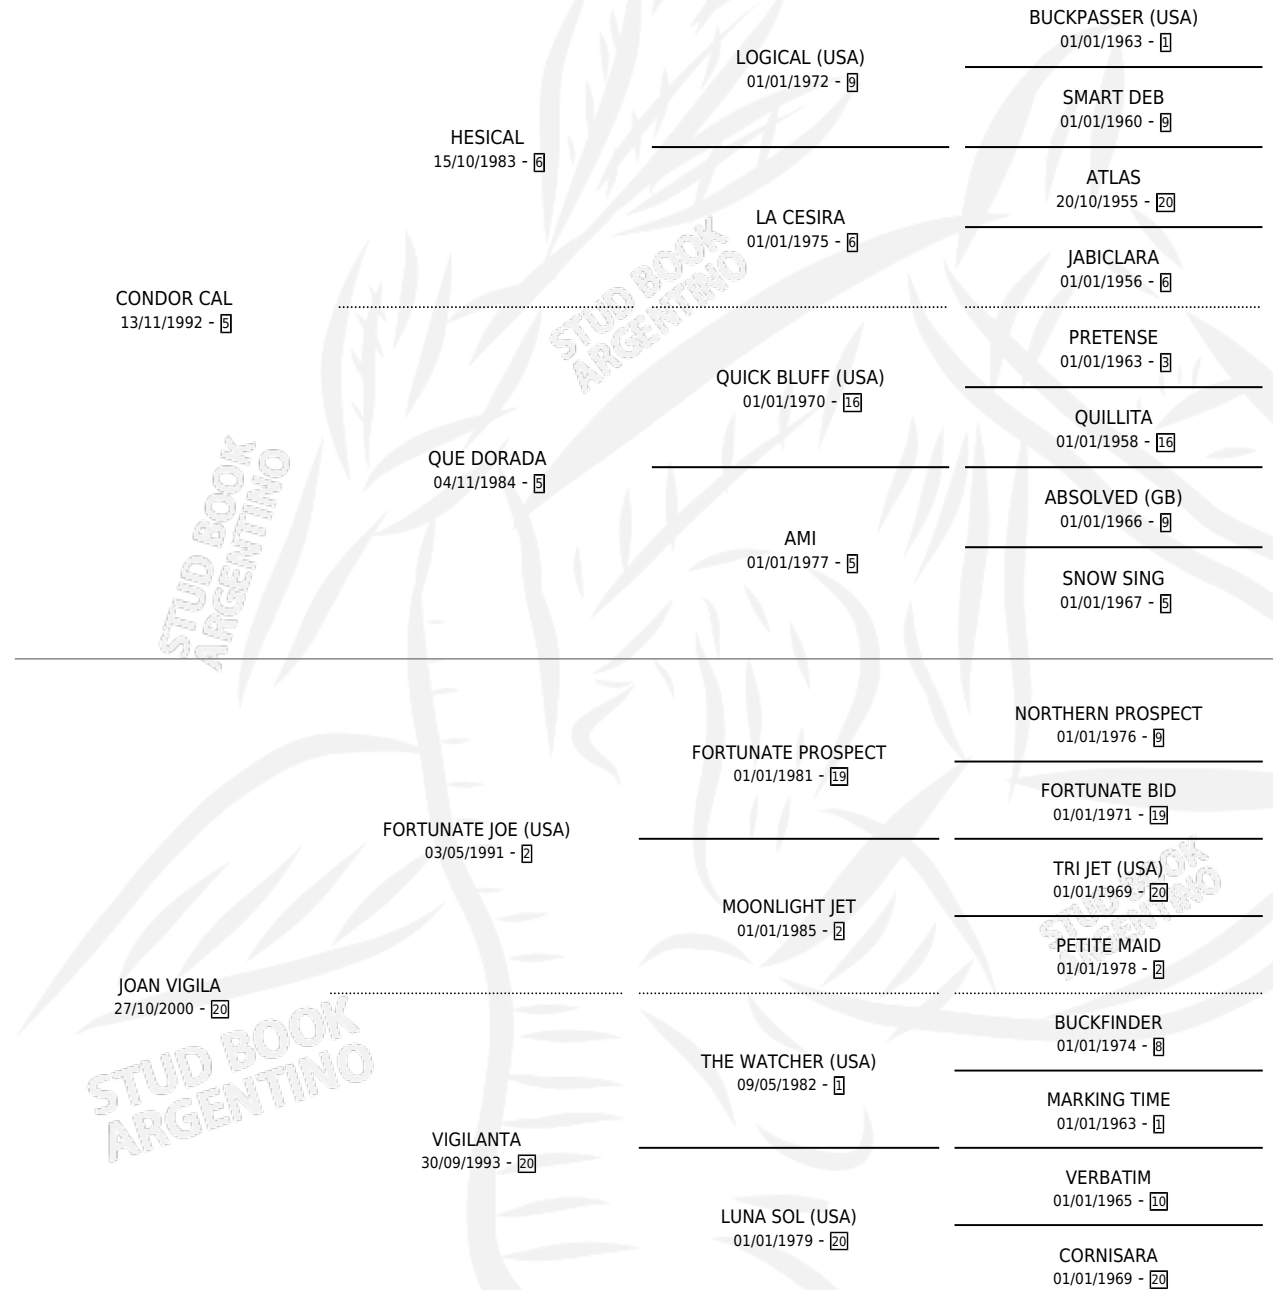 BUCKPASSER (USA)
01/01/1963 - 1
LOGICAL (USA)
01/01/1972 - 9
SMART DEB
01/01/1960 - 9
HESICAL
15/10/1983 - 6
ATLAS
20/10/1955 - 20
LA CESIRA
01/01/1975 - 6
JABICLARA
01/01/1956 - 6
CONDOR CAL
13/11/1992 - 5
PRETENSE
01/01/1963 - 3
QUICK BLUFF (USA)
01/01/1970 - 16
QUILLITA
01/01/1958 - 16
QUE DORADA
04/11/1984 - 5
ABSOLVED (GB)
01/01/1966 - 9
AMI
01/01/1977 - 5
SNOW SING
01/01/1967 - 5
STUD BOOK
ARGENTINO
STUD BOOK
ARGENTINO
NORTHERN PROSPECT
01/01/1976 - 9
FORTUNATE PROSPECT
01/01/1981 - 19
FORTUNATE BID
01/01/1971 - 19
FORTUNATE JOE (USA)
03/05/1991 - 2
TRI JET (USA)
01/01/1969 - 20
MOONLIGHT JET
01/01/1985 - 2
PETITE MAID
01/01/1978 - 2
JOAN VIGILA
27/10/2000 - 20
BUCKFINDER
01/01/1974 - 8
THE WATCHER (USA)
09/05/1982 - 1
MARKING TIME
01/01/1963 - 1
VIGILANTA
30/09/1993 - 20
VERBATIM
01/01/1965 - 10
LUNA SOL (USA)
01/01/1979 - 20
CORNISARA
01/01/1969 - 20
STUD BOOK
ARGENTINO
STUD BOOK
ARGENTINO